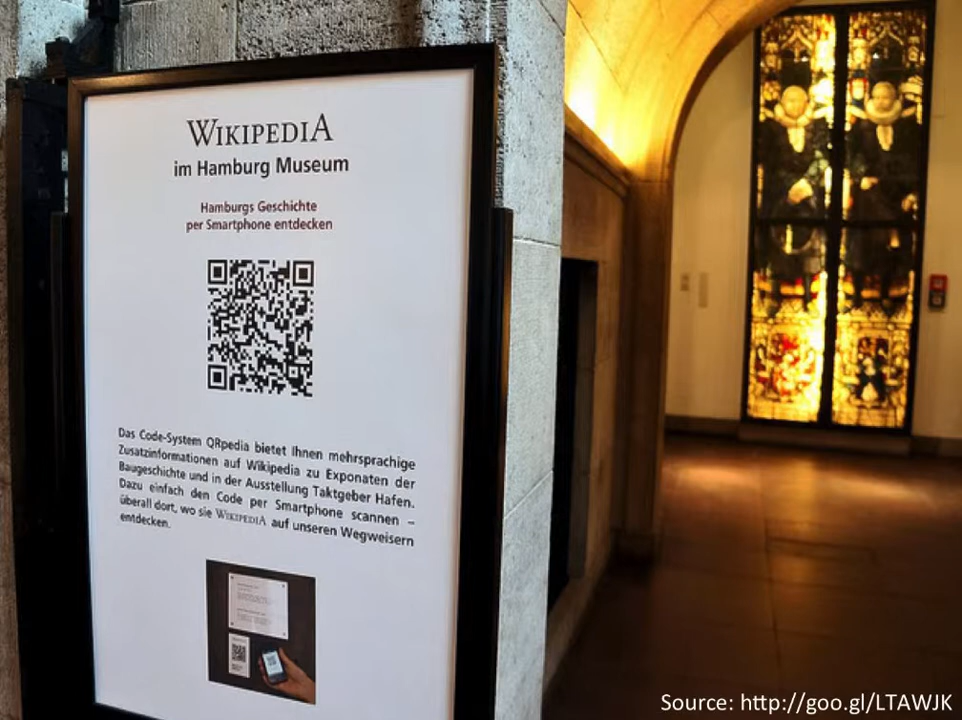 WIKIPEDIA
im Hamburg Museum
Hamburgs Geschichte
per Smartphone entdecken
Das Code-System QRpedia bietet Ihnen mehrsprachige
Zusatzinformationen auf Wikipedia zu Exponaten der
Baugeschichte und in der Ausstellung Taktgeber Hafen.
Dazu einfach den Code per Smartphone scannen –
überall dort, wo sie WIKIPEDIA auf unseren Wegweisern
entdecken.
Source: http://goo.gl/LTAWJK